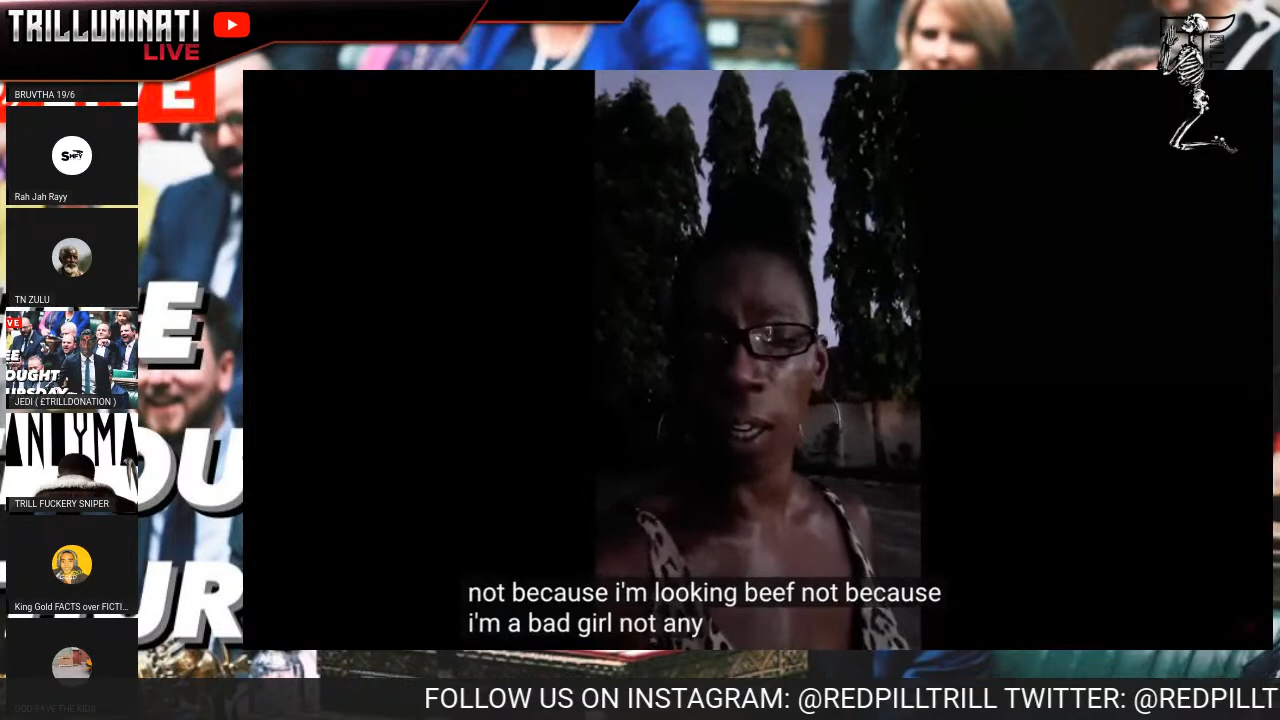 TRILLUMINATI
LIVE
BRUVTHA 19/6
Rah Jah Rayy
TN ZULU
JEDI ( £TRILLDONATION )
TRILL FUCKERY SNIPER
King Gold FACTS over FICTI...
not because i'm looking beef not because
i'm a bad girl not any
FOLLOW US ON INSTAGRAM: @REDPILLTRILL TWITTER: @REDPILLT